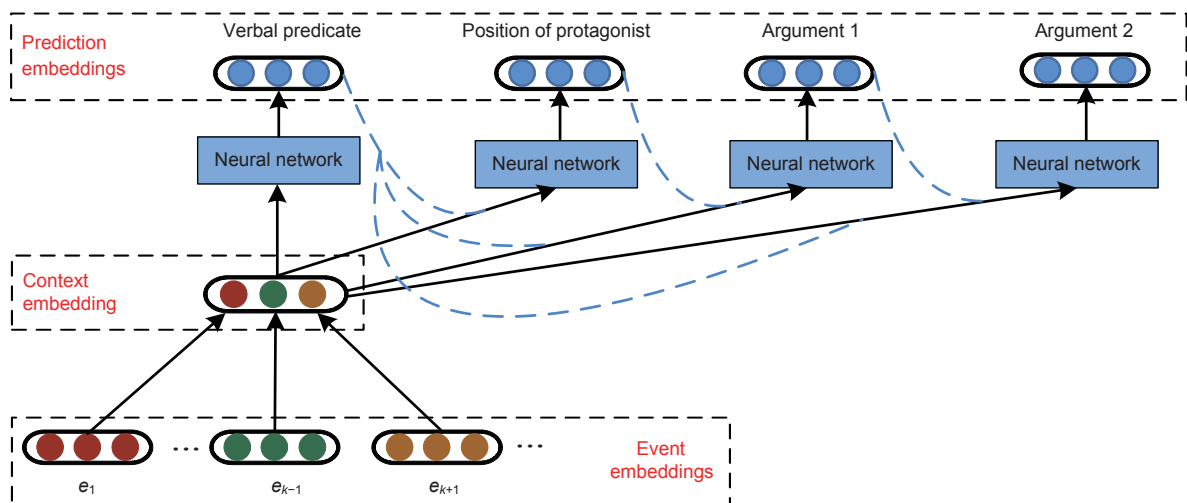 Verbal predicate Position of protagonist Argument 1 Argument 2
Prediction
embeddings
Neural network Neural network Neural network Neural network
Context
embedding
... ...
Event
embeddings
e1 ek−1 ek+1